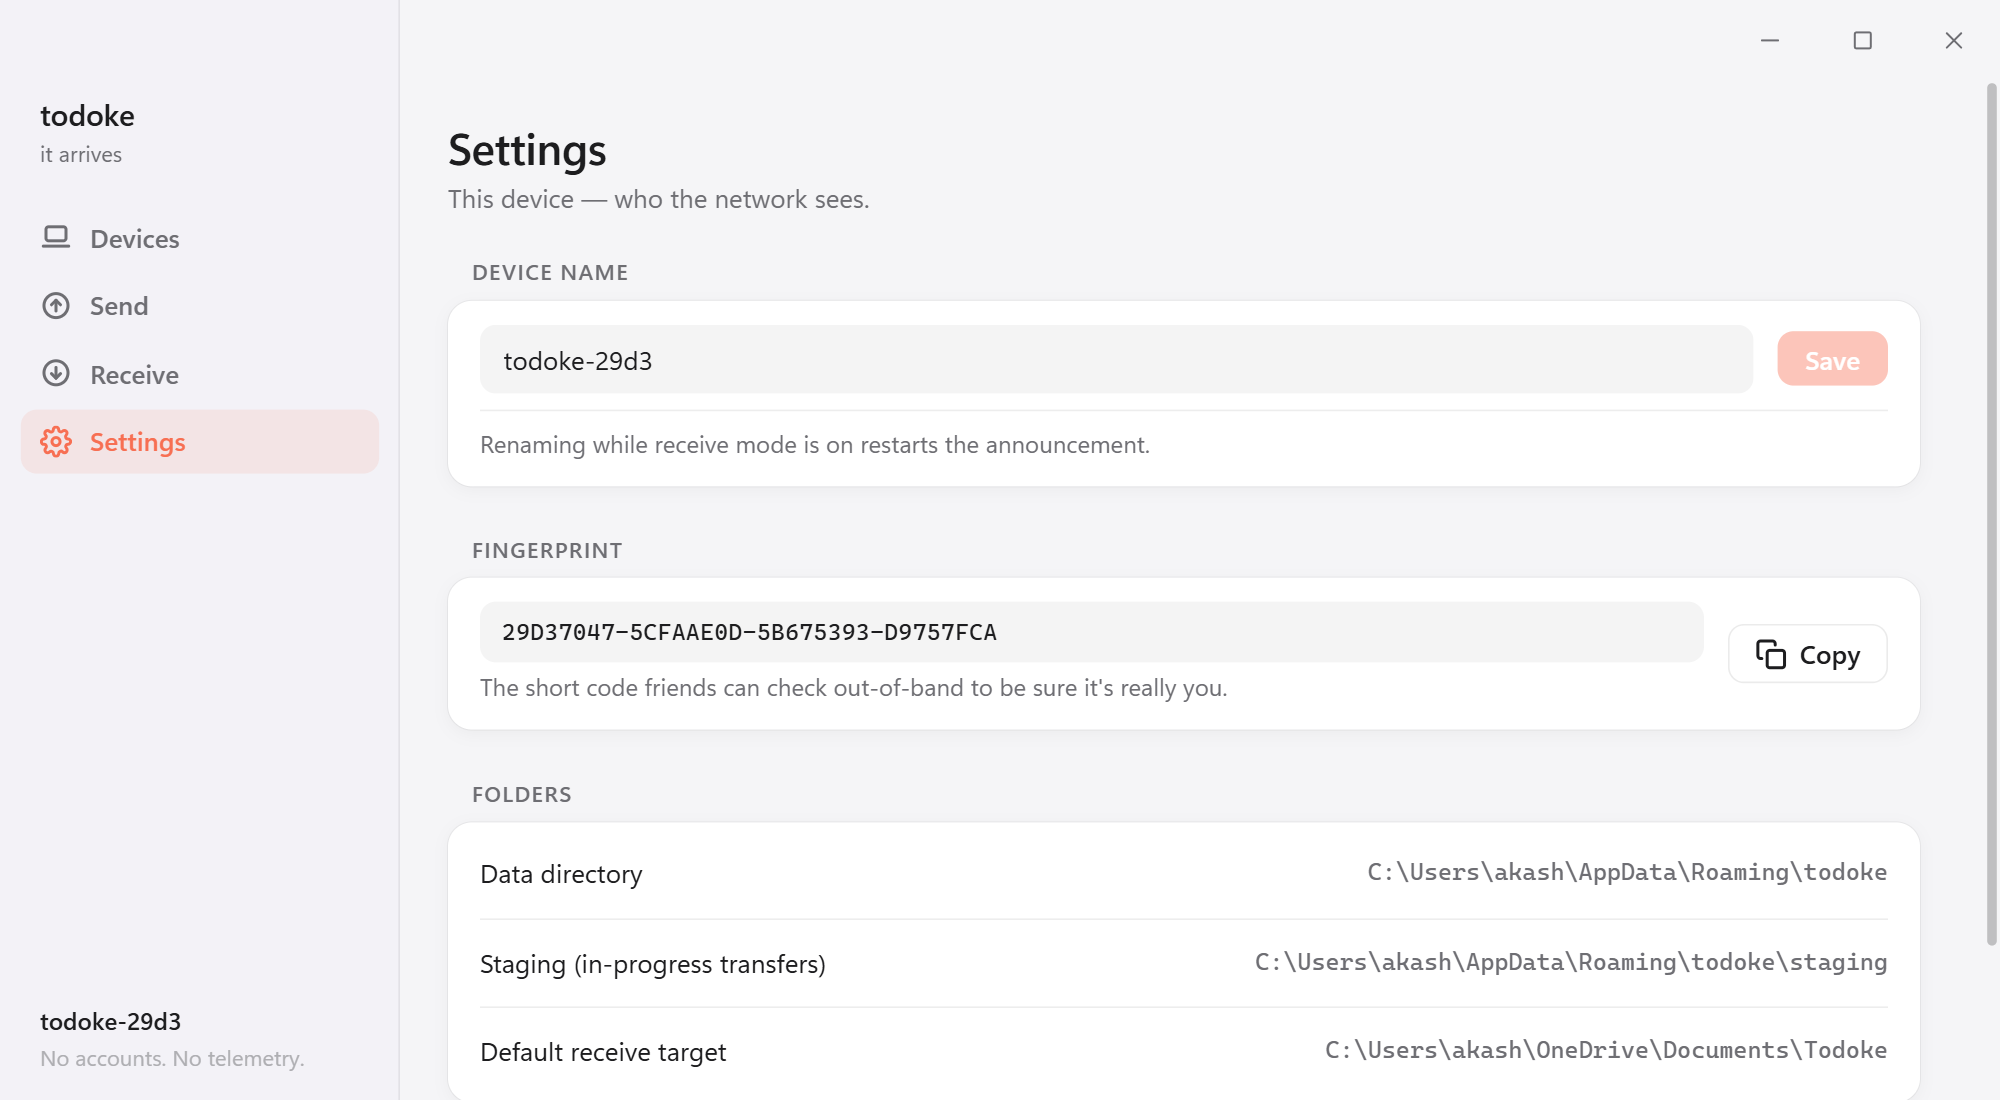 todoke
it arrives
Devices
Send
Receive
Settings
todoke-29d3
No accounts. No telemetry.
Settings
This device — who the network sees.
DEVICE NAME
todoke-29d3
Save
Renaming while receive mode is on restarts the announcement.
FINGERPRINT
29D37047-5CFAAE0D-5B675393-D9757FCA
Copy
The short code friends can check out-of-band to be sure it's really you.
FOLDERS
Data directory
C:\Users\akash\AppData\Roaming\todoke
Staging (in-progress transfers)
C:\Users\akash\AppData\Roaming\todoke\staging
Default receive target
C:\Users\akash\OneDrive\Documents\Todoke